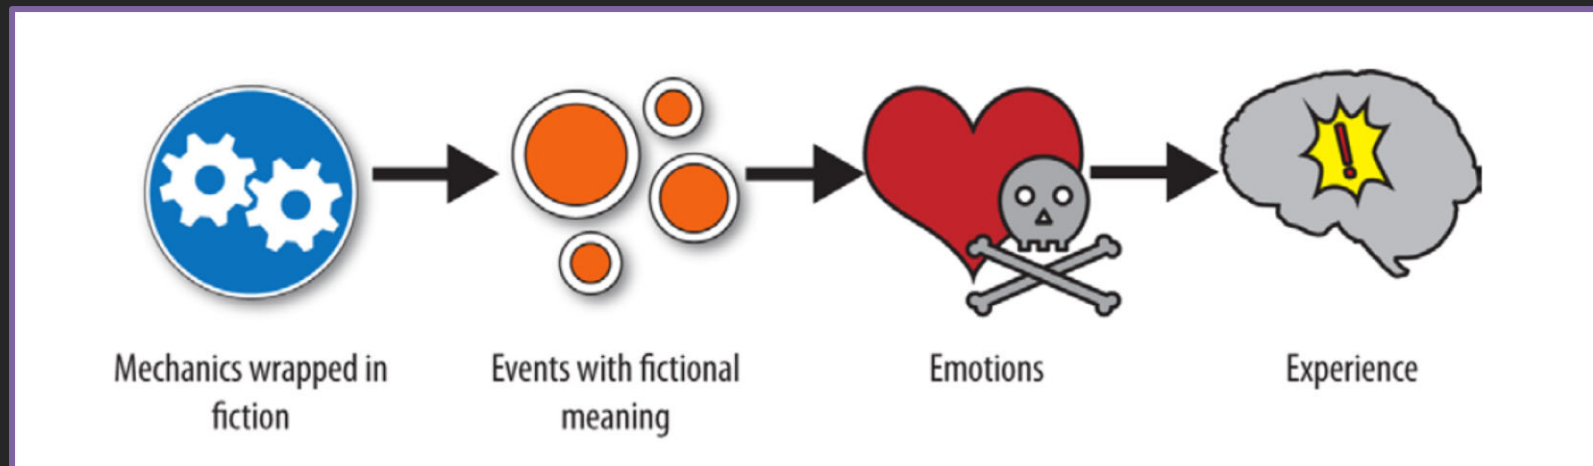 Mechanics wrapped in
fiction
Events with fictional
meaning
Emotions
Experience
!